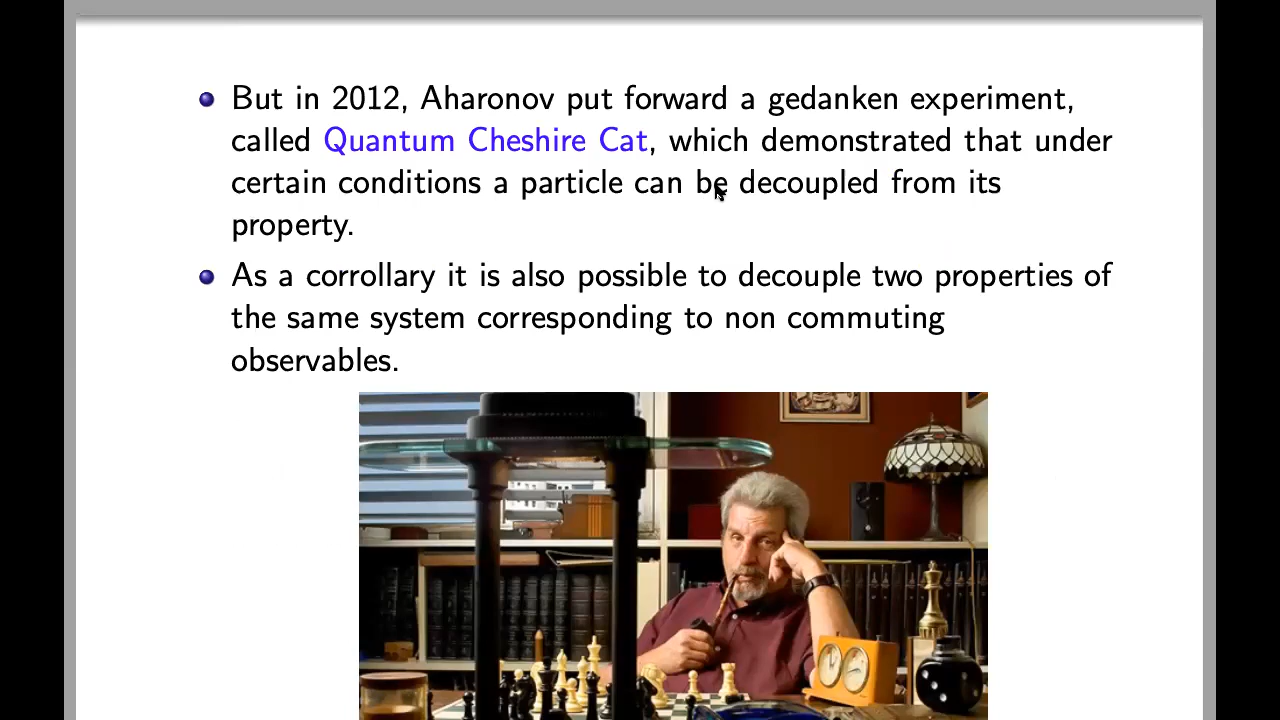 But in 2012, Aharonov put forward a gedanken experiment,
called Quantum Cheshire Cat, which demonstrated that under
certain conditions a particle can be decoupled from its
property.
As a corrollary it is also possible to decouple two properties of
the same system corresponding to non commuting
observables.